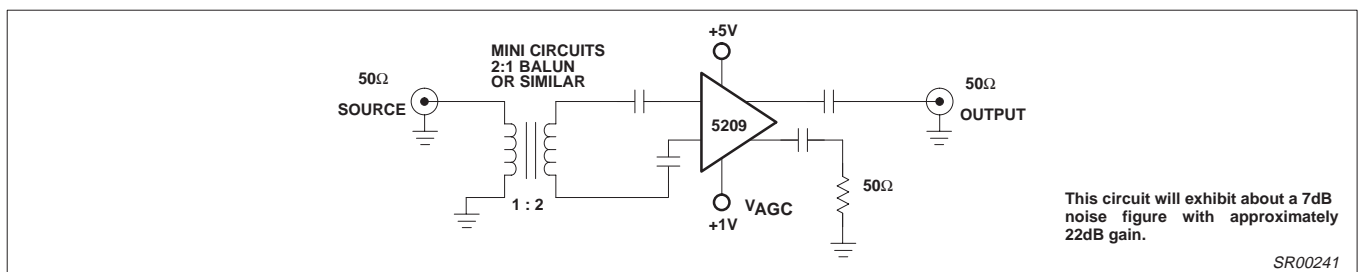 +5V
MINI CIRCUITS
2:1 BALUN
OR SIMILAR
50Ω
SOURCE
50Ω
OUTPUT
5209
50Ω
1 : 2
VAGC
+1V
This circuit will exhibit about a 7dB
noise figure with approximately
22dB gain.
SR00241